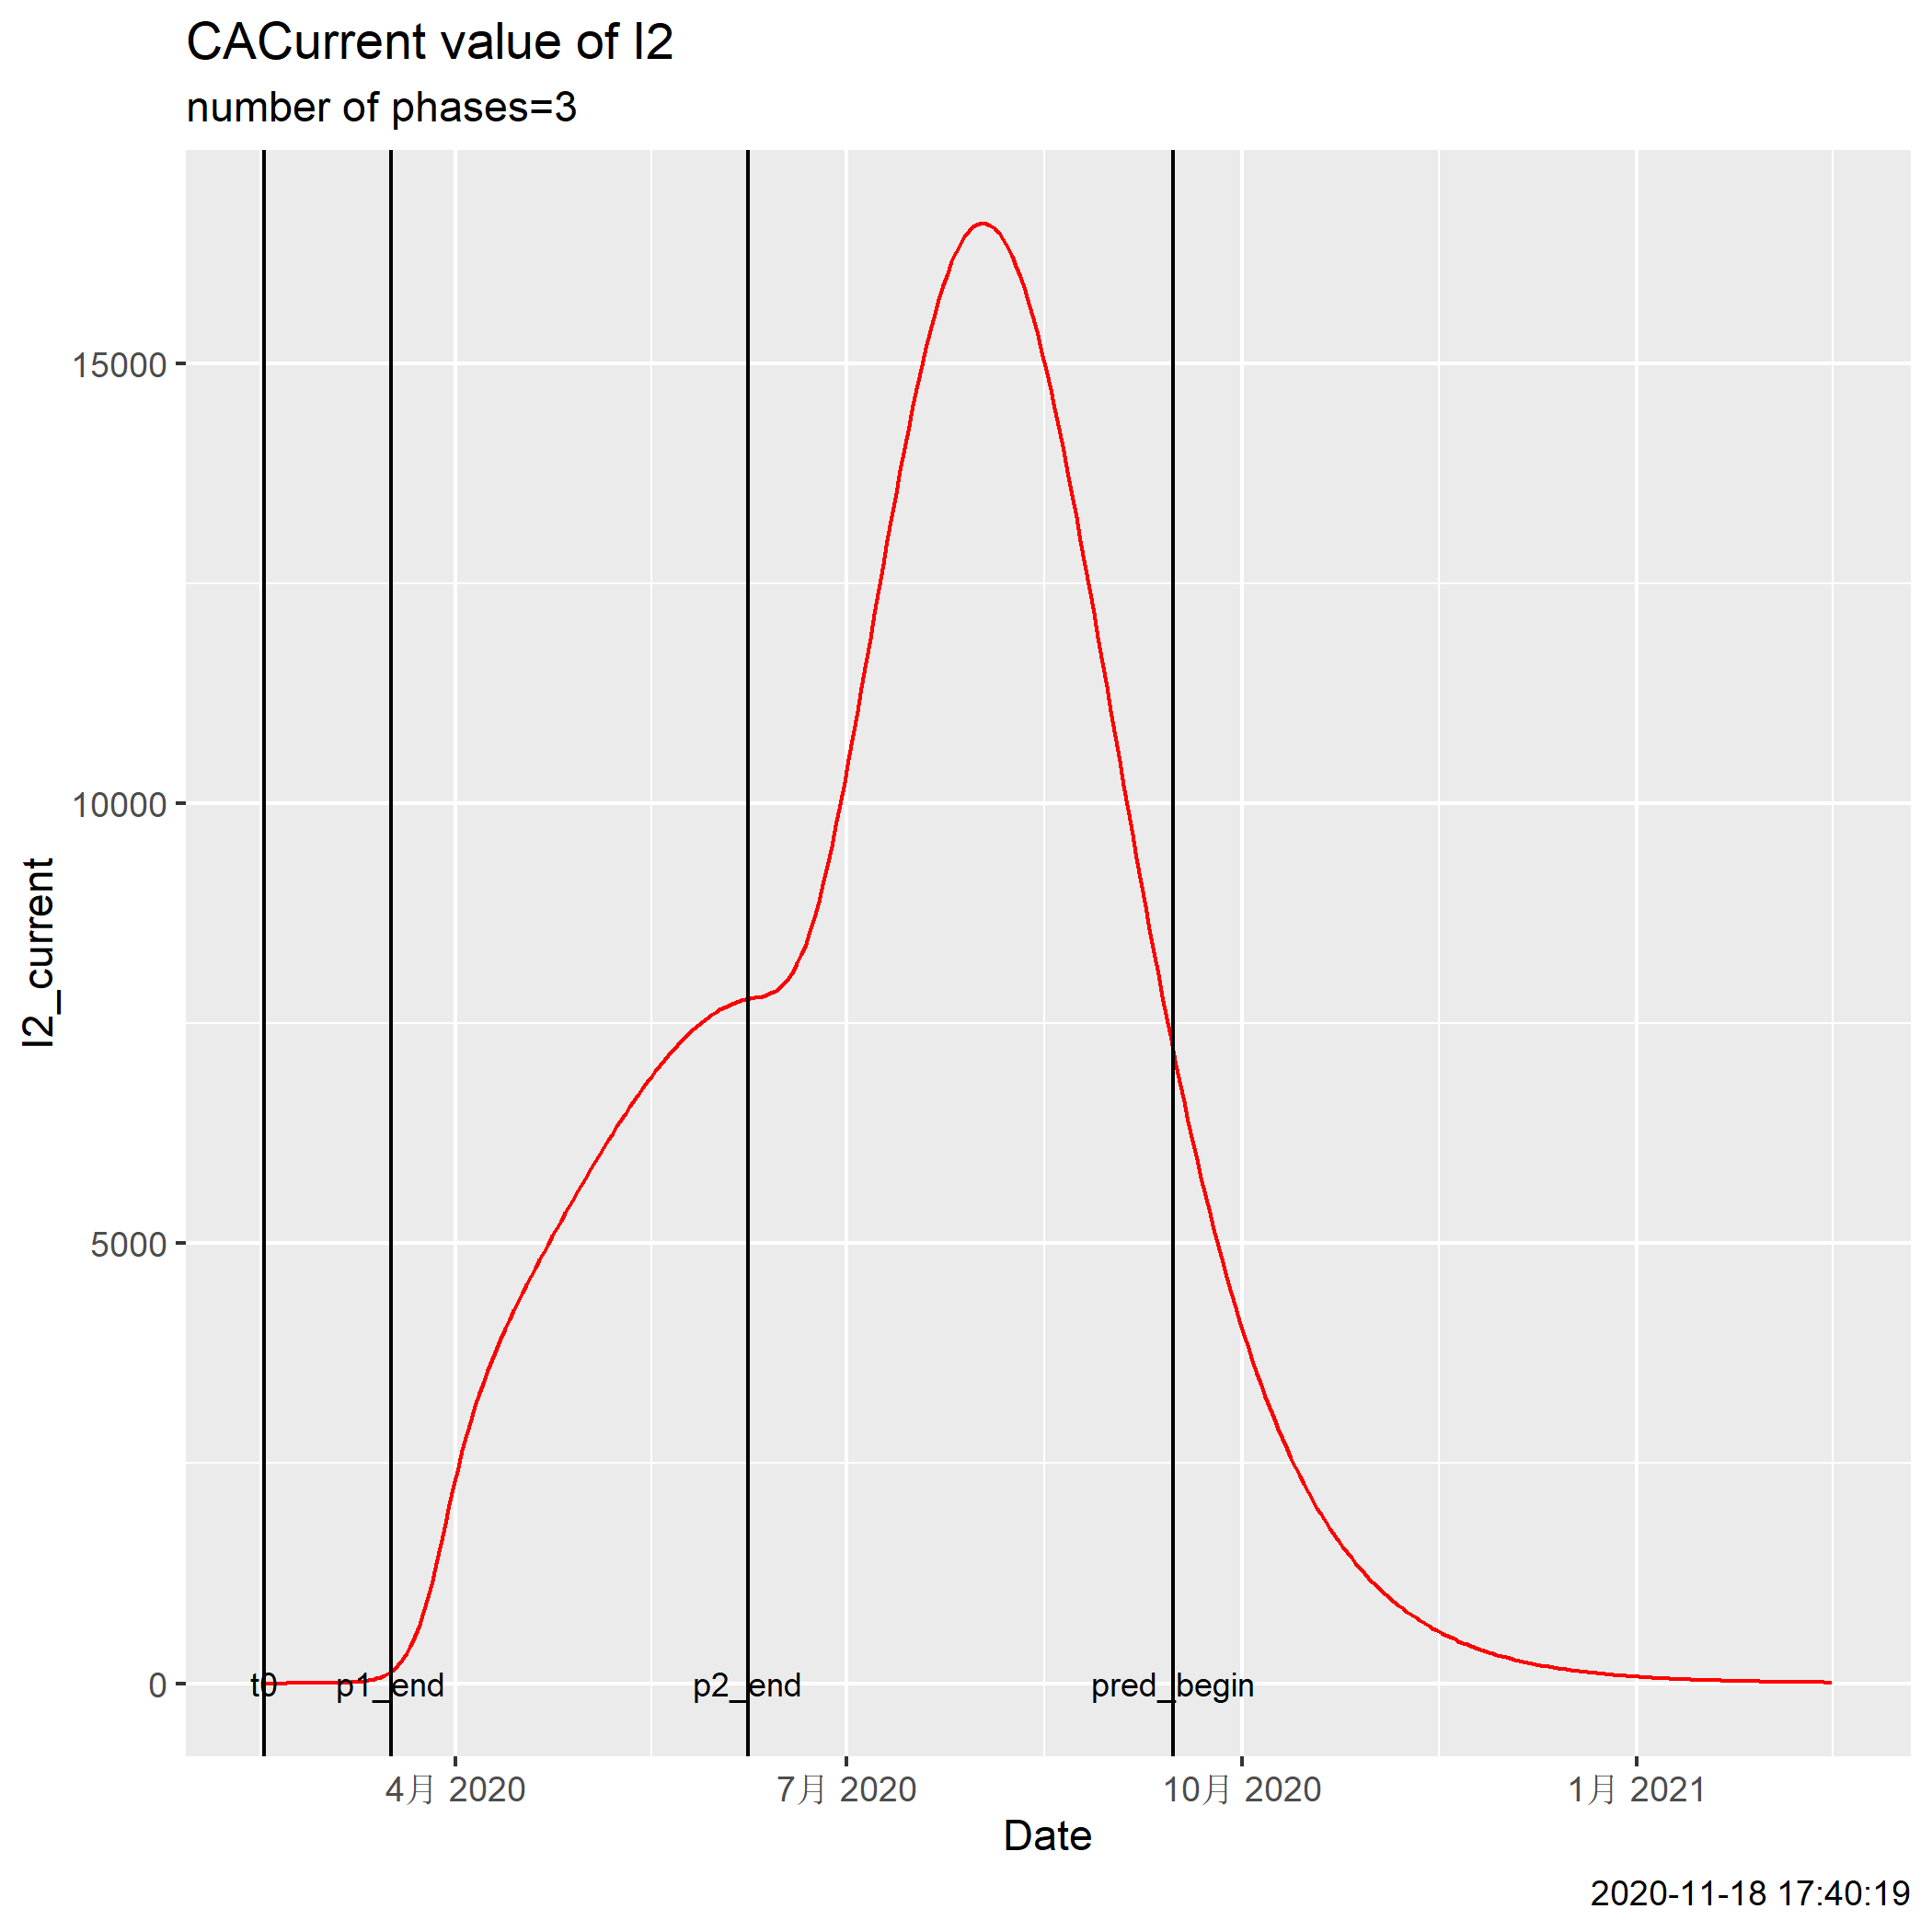 CACurrent value of I2
number of phases=3
I2_current
15000
10000
5000
0
t0
p1_end
p2_end
pred_begin
4月 2020
7月 2020
10月 2020
1月 2021
Date
2020-11-18 17:40:19